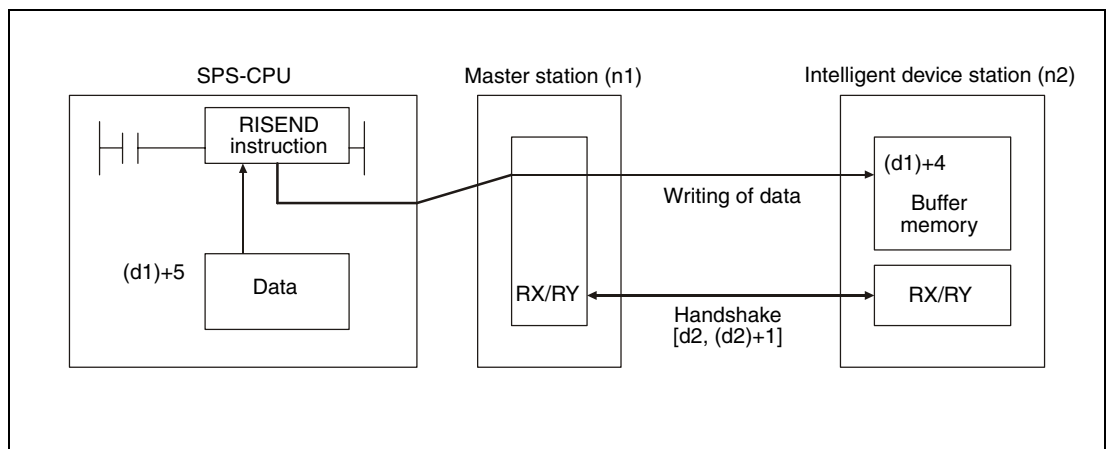 SPS-CPU
Master station (n1)
Intelligent device station (n2)
RISEND
instruction
(d1)+4
Buffer
memory
Writing of data
(d1)+5
Data
RX/RY
RX/RY
Handshake
[d2, (d2)+1]